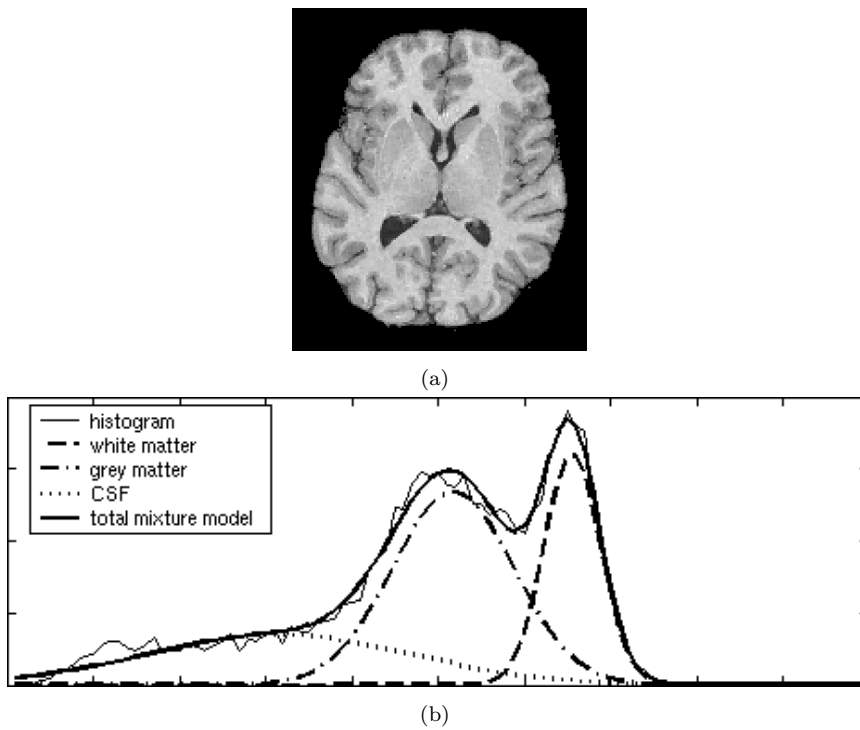 (a)
histogram
white matter
grey matter
CSF
total mixture model
(b)